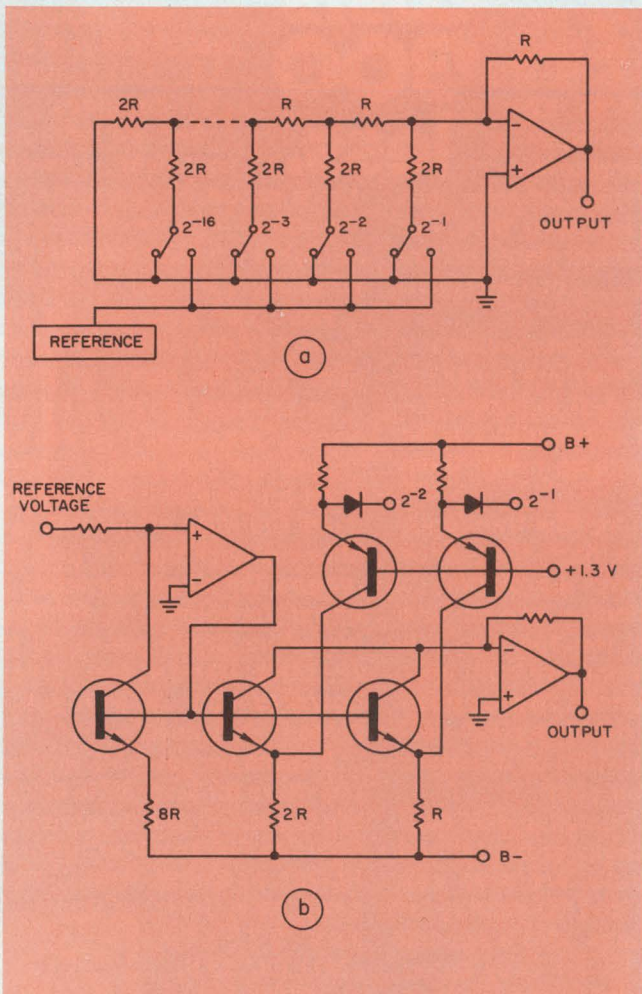 R
2R
R
R
2R
2R
2R
2R
2⁻¹⁶
2⁻³
2⁻²
2⁻¹
−
+
OUTPUT
REFERENCE
a
B+
REFERENCE
VOLTAGE
2⁻²
2⁻¹
+
−
+1.3 V
−
+
OUTPUT
8R
2R
R
B−
b